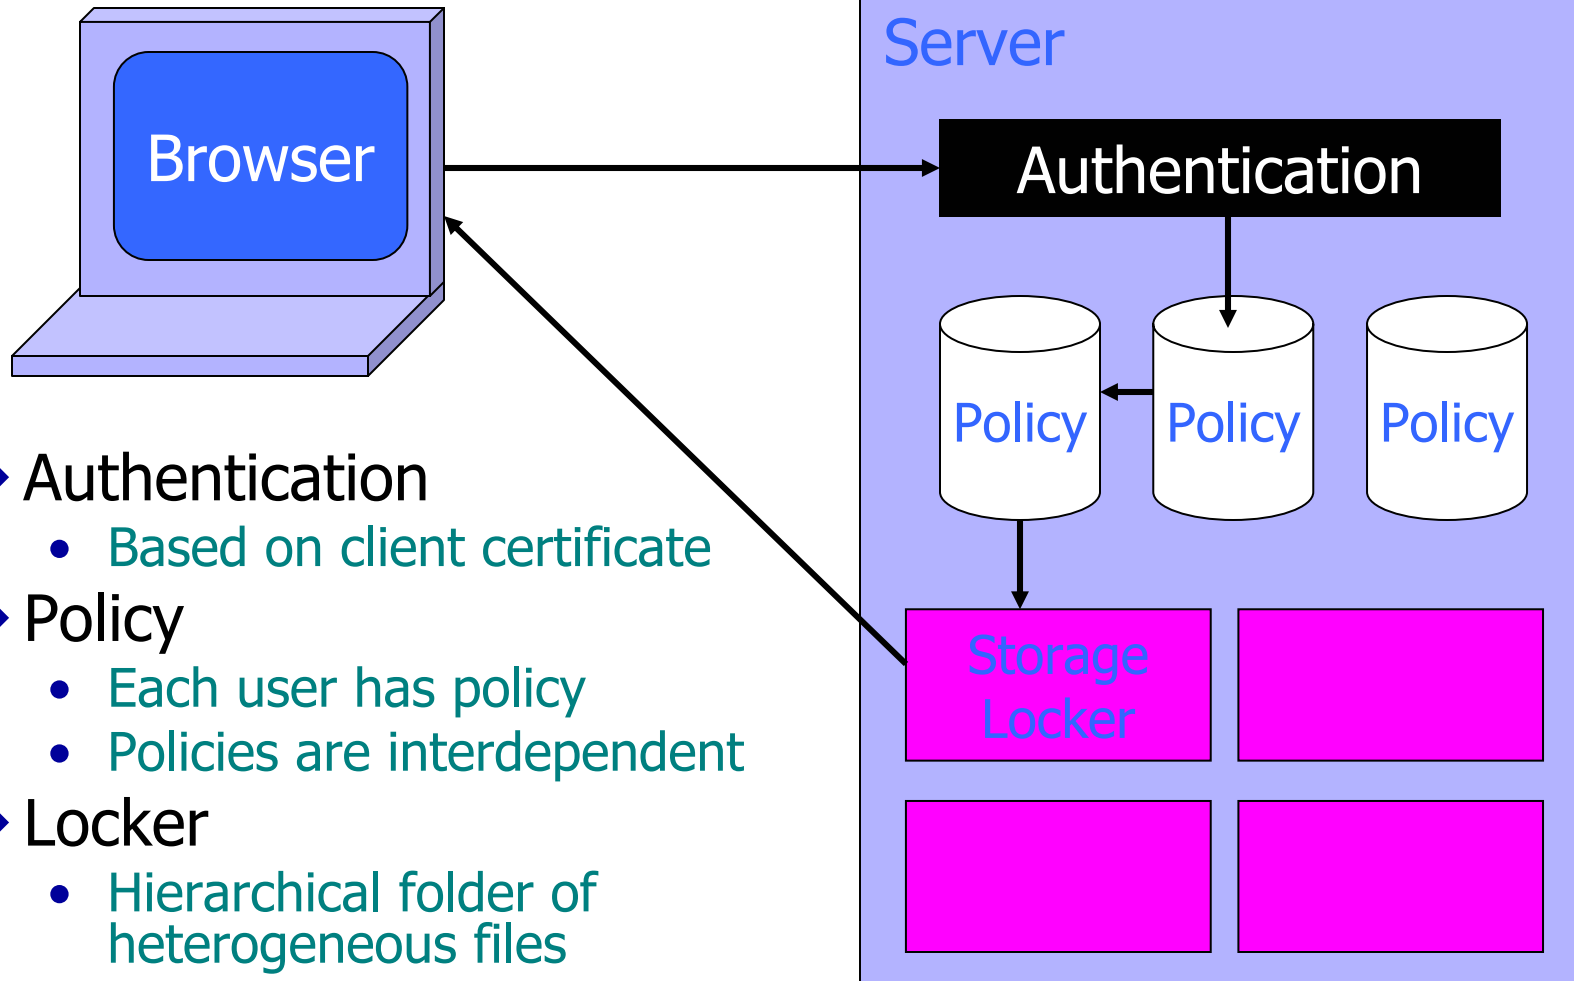 Browser
Server
Authentication
Policy
Policy
Policy
Storage
Locker
Authentication
Based on client certificate
Policy
Each user has policy
Policies are interdependent
Locker
Hierarchical folder of
heterogeneous files